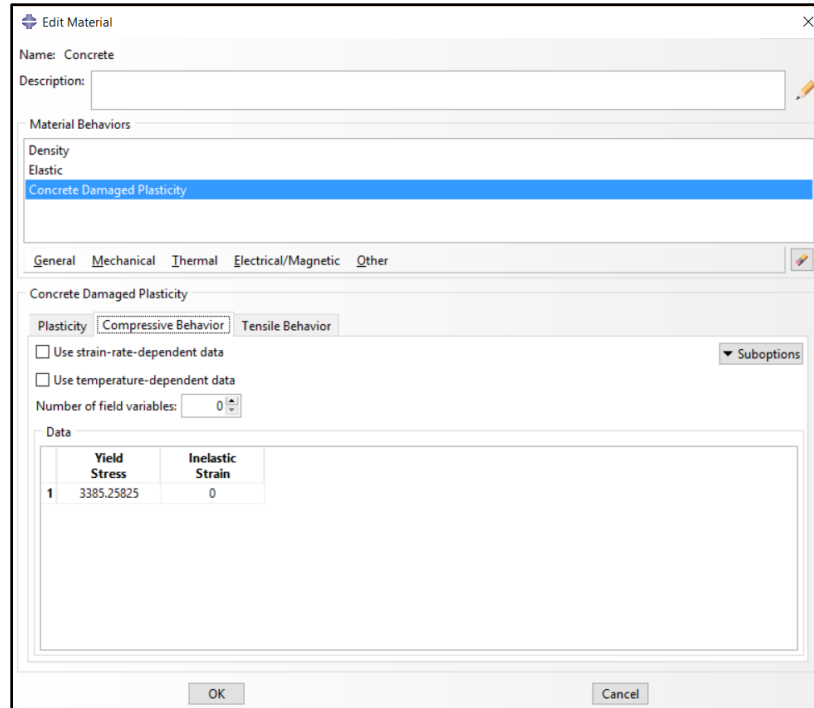 Edit Material
Name: Concrete
Description:
Material Behaviors
Density
Elastic
Concrete Damaged Plasticity
General Mechanical Thermal Electrical/Magnetic Other
Concrete Damaged Plasticity
Plasticity Compressive Behavior Tensile Behavior
Use strain-rate-dependent data
Suboptions
Use temperature-dependent data
Number of field variables: 0
Data
Yield Inelastic
Stress Strain
1 3385.25825 0
OK Cancel